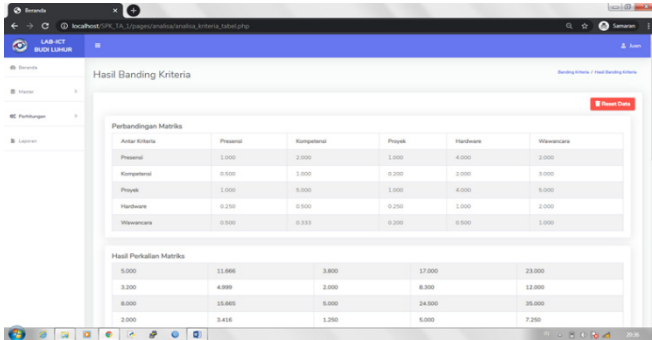 Beranda
localhost/SPK_TA_1/pages/analisa/analisa_kriteria_tabel.php
Samaran
LAB-ICT
BUDI LUHUR
Juan
Beranda
Master
Perhitungan
Laporan
Hasil Banding Kriteria
Banding Kriteria / Hasil Banding Kriteria
Reset Data
Perbandingan Matriks
Antar Kriteria Presensi Kompetensi Proyek Hardware Wawancara
Presensi 1.000 2.000 1.000 4.000 2.000
Kompetensi 0.500 1.000 0.200 2.000 3.000
Proyek 1.000 5.000 1.000 4.000 5.000
Hardware 0.250 0.500 0.250 1.000 2.000
Wawancara 0.500 0.333 0.200 0.500 1.000
Hasil Perkalian Matriks
5.000 11.666 3.800 17.000 23.000
3.200 4.999 2.000 8.300 12.000
8.000 15.665 5.000 24.500 35.000
2.000 3.416 1.250 5.000 7.250
20:36